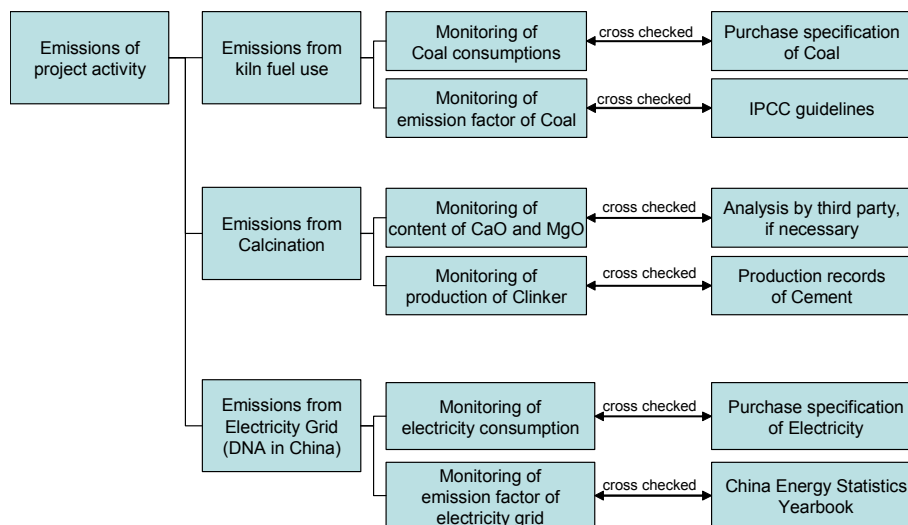 Emissions of
project activity
Emissions from
kiln fuel use
Monitoring of
Coal consumptions
cross checked
Purchase specification
of Coal
Monitoring of
emission factor of Coal
cross checked
IPCC guidelines
Emissions from
Calcination
Monitoring of
content of CaO and MgO
cross checked
Analysis by third party,
if necessary
Monitoring of
production of Clinker
cross checked
Production records
of Cement
Emissions from
Electricity Grid
(DNA in China)
Monitoring of
electricity consumption
cross checked
Purchase specification
of Electricity
Monitoring of
emission factor of
electricity grid
cross checked
China Energy Statistics
Yearbook